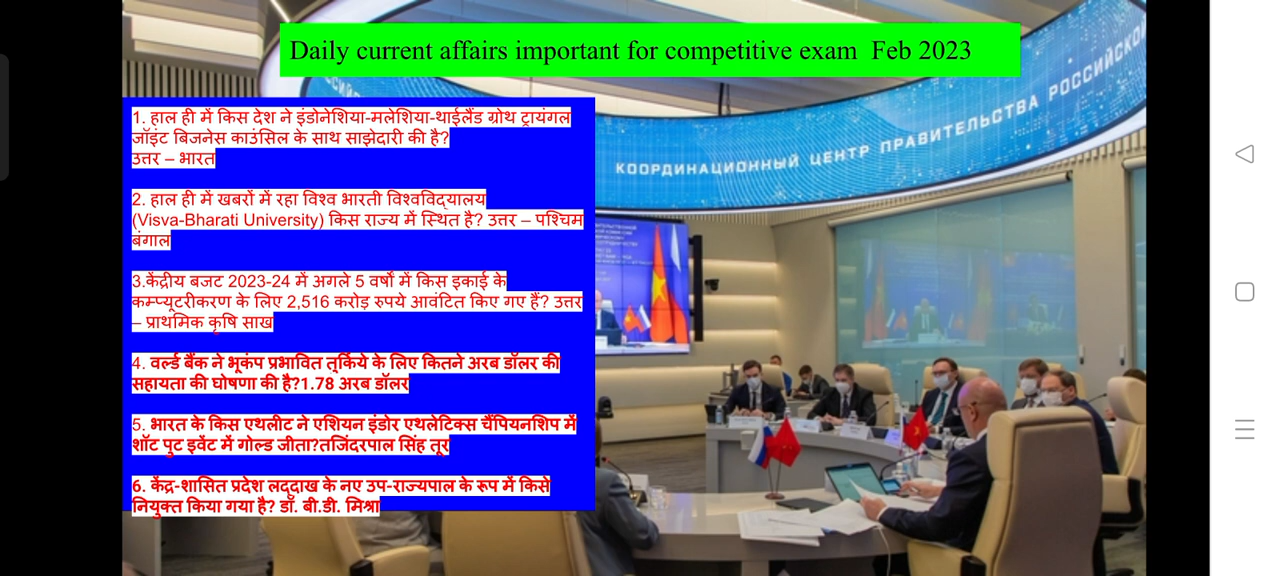 Daily current affairs important for competitive exam Feb 2023
СИЙС
КООРДИНАЦИОННЫЙ ЦЕНТР ПРАВИТЕЛЬСТВА РОССИЙСКО
1. हाल ही में किस देश ने इंडोनेशिया-मलेशिया-थाईलैंड ग्रोथ ट्रायंगल
जॉइंट बिजनेस काउंसिल के साथ साझेदारी की है?
उत्तर – भारत
2. हाल ही में खबरों में रहा विश्व भारती विश्वविद्यालय
(Visva-Bharati University) किस राज्य में स्थित है? उत्तर – पश्चिम
बंगाल
3.केंद्रीय बजट 2023-24 में अगले 5 वर्षों में किस इकाई के
कम्प्यूटरीकरण के लिए 2,516 करोड़ रुपये आवंटित किए गए हैं? उत्तर
– प्राथमिक कृषि साख
4. वर्ल्ड बैंक ने भूकंप प्रभावित तुर्किये के लिए कितने अरब डॉलर की
सहायता की घोषणा की है?1.78 अरब डॉलर
5. भारत के किस एथलीट ने एशियन इंडोर एथलेटिक्स चैंपियनशिप में
शॉट पुट इवेंट में गोल्ड जीता?तजिंदरपाल सिंह तूर
6. केंद्र-शासित प्रदेश लद्दाख के नए उप-राज्यपाल के रूप में किसे
नियुक्त किया गया है? डॉ. बी.डी. मिश्रा